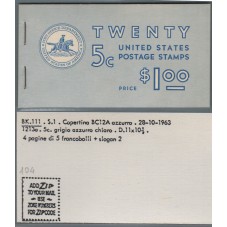 TWENTY
5c UNITED STATES
POSTAGE STAMPS
PRICE $1.00
BK.111 . S.1 . Copertina BC12A azzurra . 28-10-1963
5c. grigio azzurro chiaro . D.11x10½
4 pagine di 5 francobolli + slogan 2
ADD ZIP
TO YOUR
MAIL
USE
ZONE NUMBERS
FOR ZIP CODE